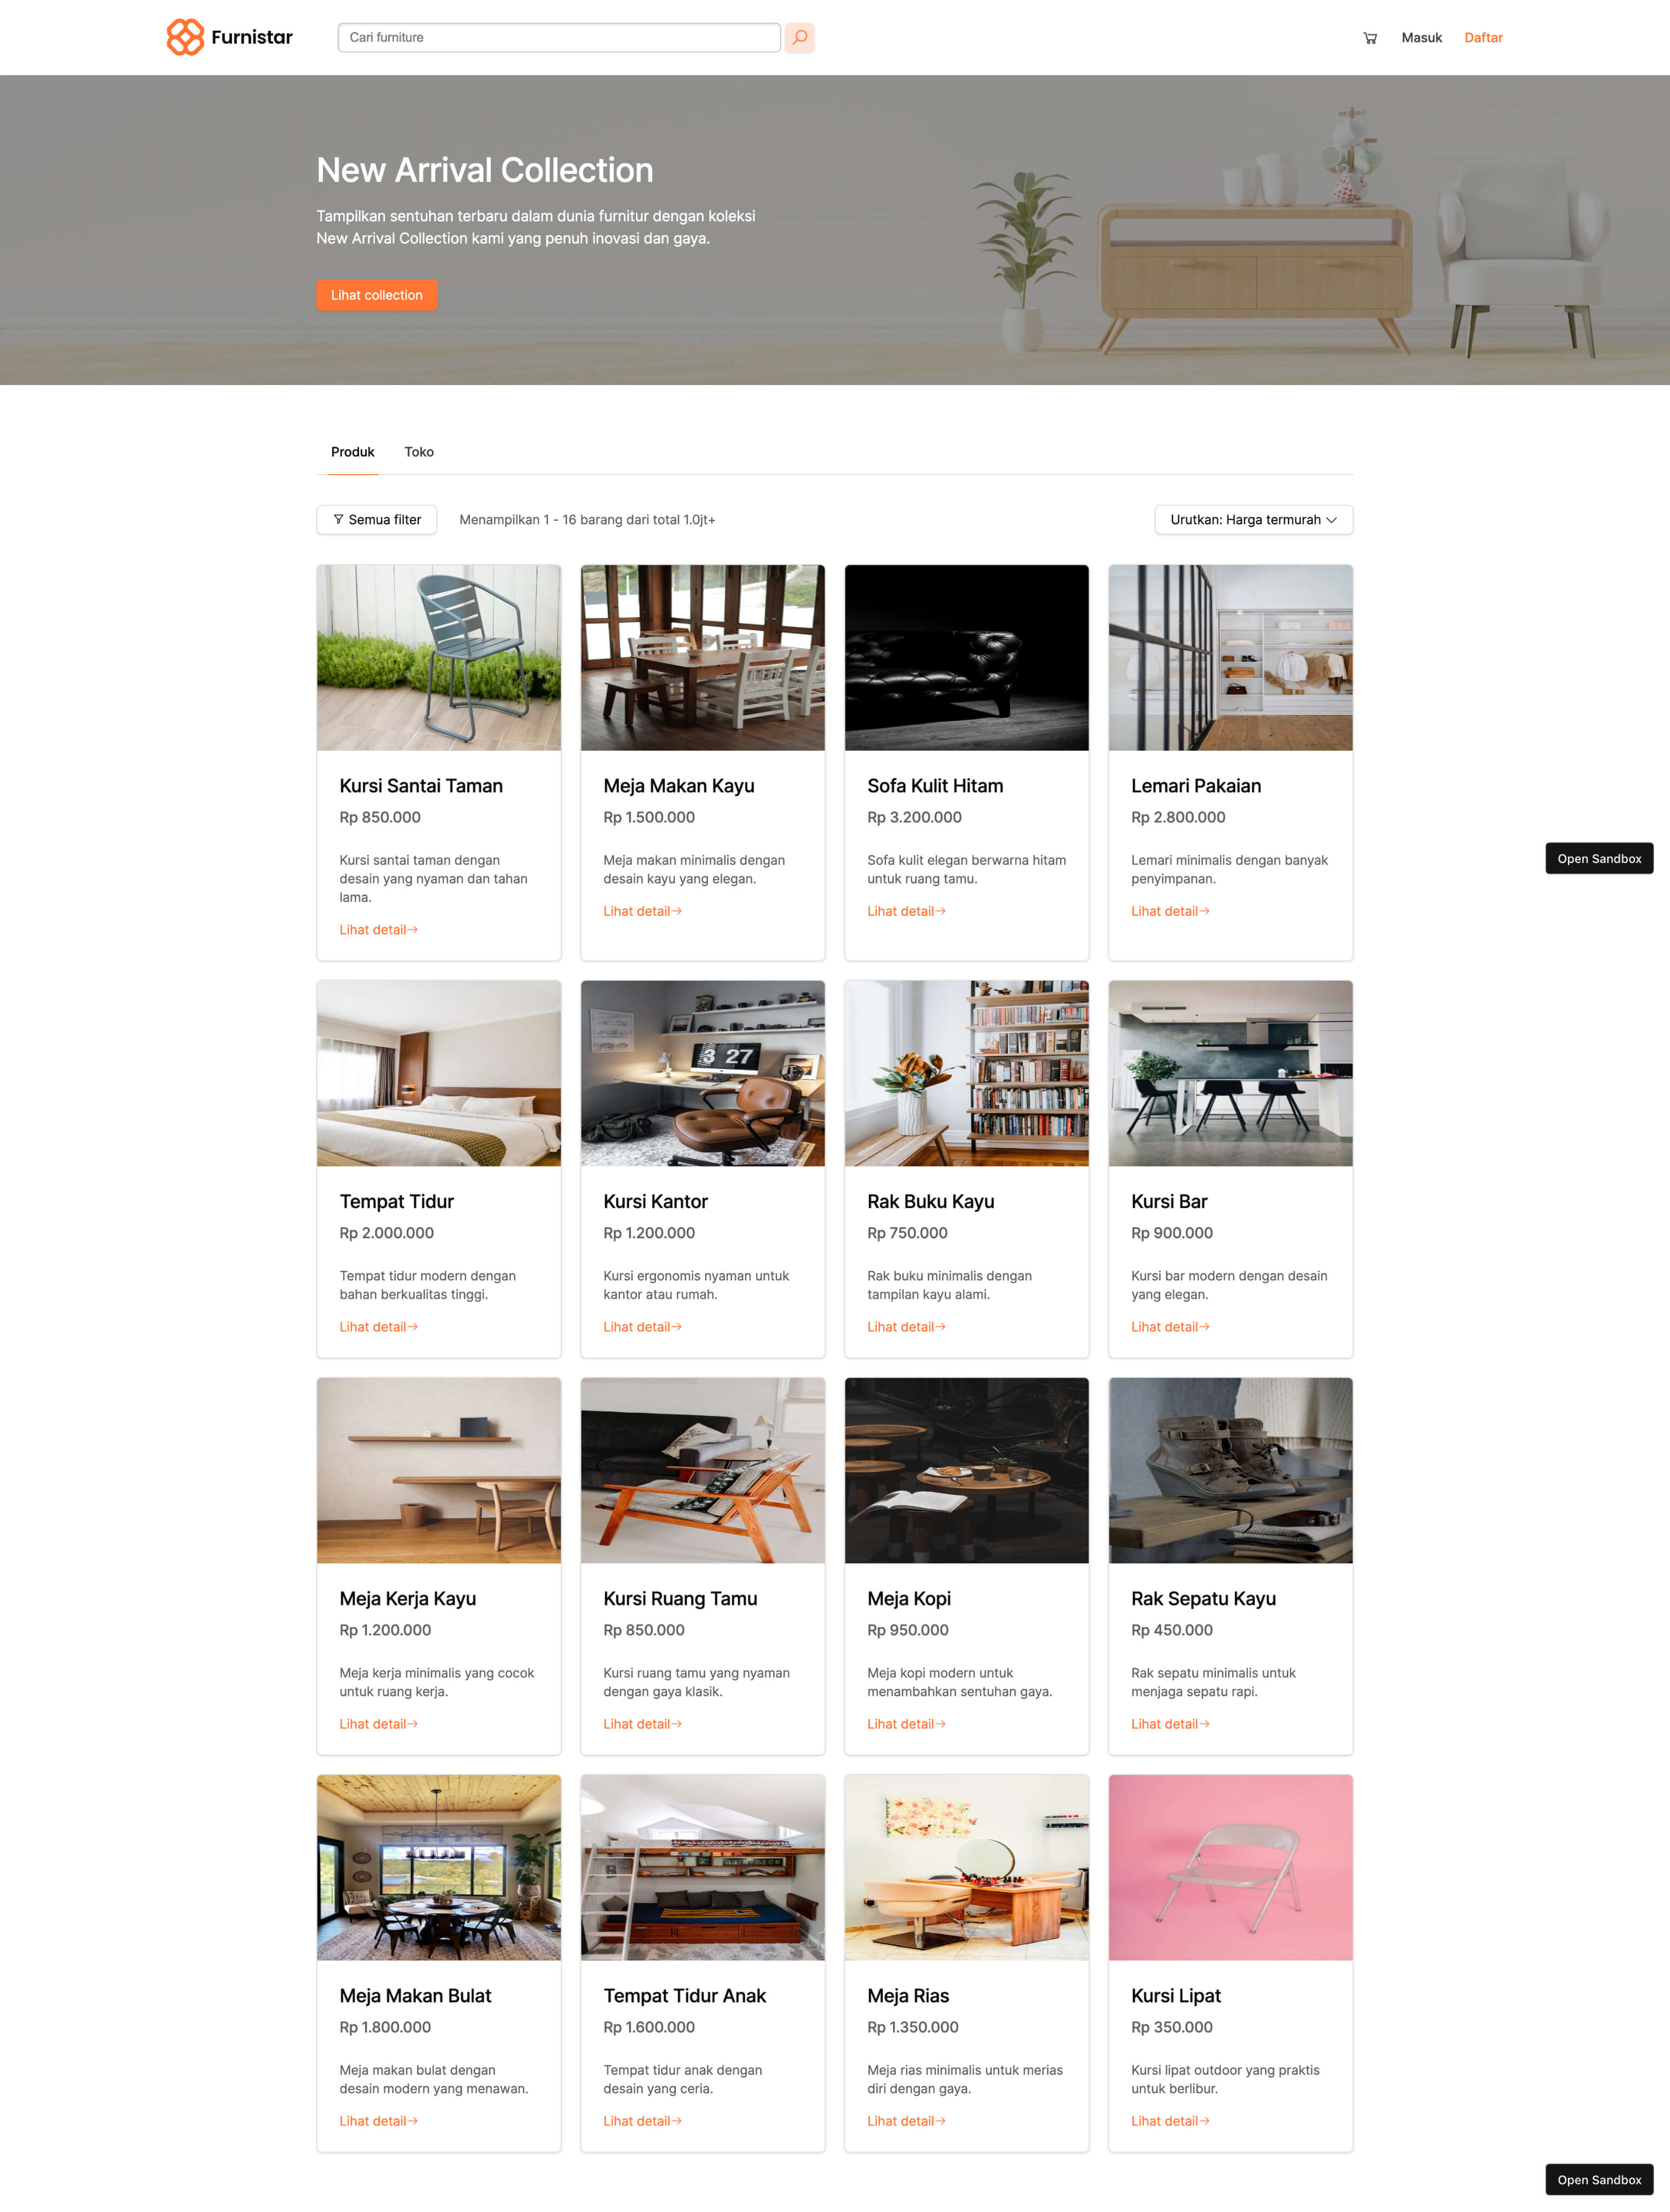 Furnistar
Cari furniture
Masuk
Daftar
New Arrival Collection
Tampilkan sentuhan terbaru dalam dunia furnitur dengan koleksi
New Arrival Collection kami yang penuh inovasi dan gaya.
Lihat collection
Produk
Toko
Semua filter
Menampilkan 1 - 16 barang dari total 1.0jt+
Urutkan: Harga termurah
Kursi Santai Taman
Rp 850.000
Kursi santai taman dengan
desain yang nyaman dan tahan
lama.
Lihat detail→
Meja Makan Kayu
Rp 1.500.000
Meja makan minimalis dengan
desain kayu yang elegan.
Lihat detail→
Sofa Kulit Hitam
Rp 3.200.000
Sofa kulit elegan berwarna hitam
untuk ruang tamu.
Lihat detail→
Lemari Pakaian
Rp 2.800.000
Lemari minimalis dengan banyak
penyimpanan.
Lihat detail→
Open Sandbox
Tempat Tidur
Rp 2.000.000
Tempat tidur modern dengan
bahan berkualitas tinggi.
Lihat detail→
3 27
Kursi Kantor
Rp 1.200.000
Kursi ergonomis nyaman untuk
kantor atau rumah.
Lihat detail→
Rak Buku Kayu
Rp 750.000
Rak buku minimalis dengan
tampilan kayu alami.
Lihat detail→
Kursi Bar
Rp 900.000
Kursi bar modern dengan desain
yang elegan.
Lihat detail→
Meja Kerja Kayu
Rp 1.200.000
Meja kerja minimalis yang cocok
untuk ruang kerja.
Lihat detail→
Kursi Ruang Tamu
Rp 850.000
Kursi ruang tamu yang nyaman
dengan gaya klasik.
Lihat detail→
Meja Kopi
Rp 950.000
Meja kopi modern untuk
menambahkan sentuhan gaya.
Lihat detail→
Rak Sepatu Kayu
Rp 450.000
Rak sepatu minimalis untuk
menjaga sepatu rapi.
Lihat detail→
Meja Makan Bulat
Rp 1.800.000
Meja makan bulat dengan
desain modern yang menawan.
Lihat detail→
Tempat Tidur Anak
Rp 1.600.000
Tempat tidur anak dengan
desain yang ceria.
Lihat detail→
Meja Rias
Rp 1.350.000
Meja rias minimalis untuk merias
diri dengan gaya.
Lihat detail→
Kursi Lipat
Rp 350.000
Kursi lipat outdoor yang praktis
untuk berlibur.
Lihat detail→
Open Sandbox